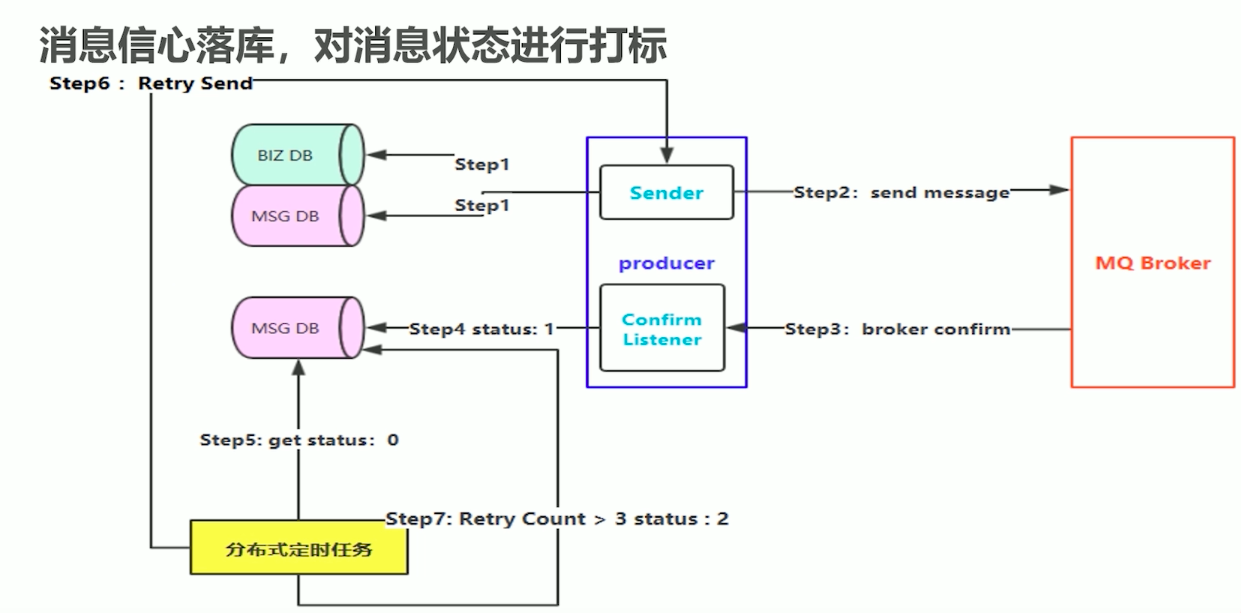 消息信心落库，对消息状态进行打标
Step6： Retry Send
BIZ DB
Step1
MSG DB
Step1
Sender
Step2：send message
producer
MQ Broker
MSG DB
Step4 status: 1
Confirm
Listener
Step3：broker confirm
Step5: get status：0
Step7: Retry Count > 3 status : 2
分布式定时任务